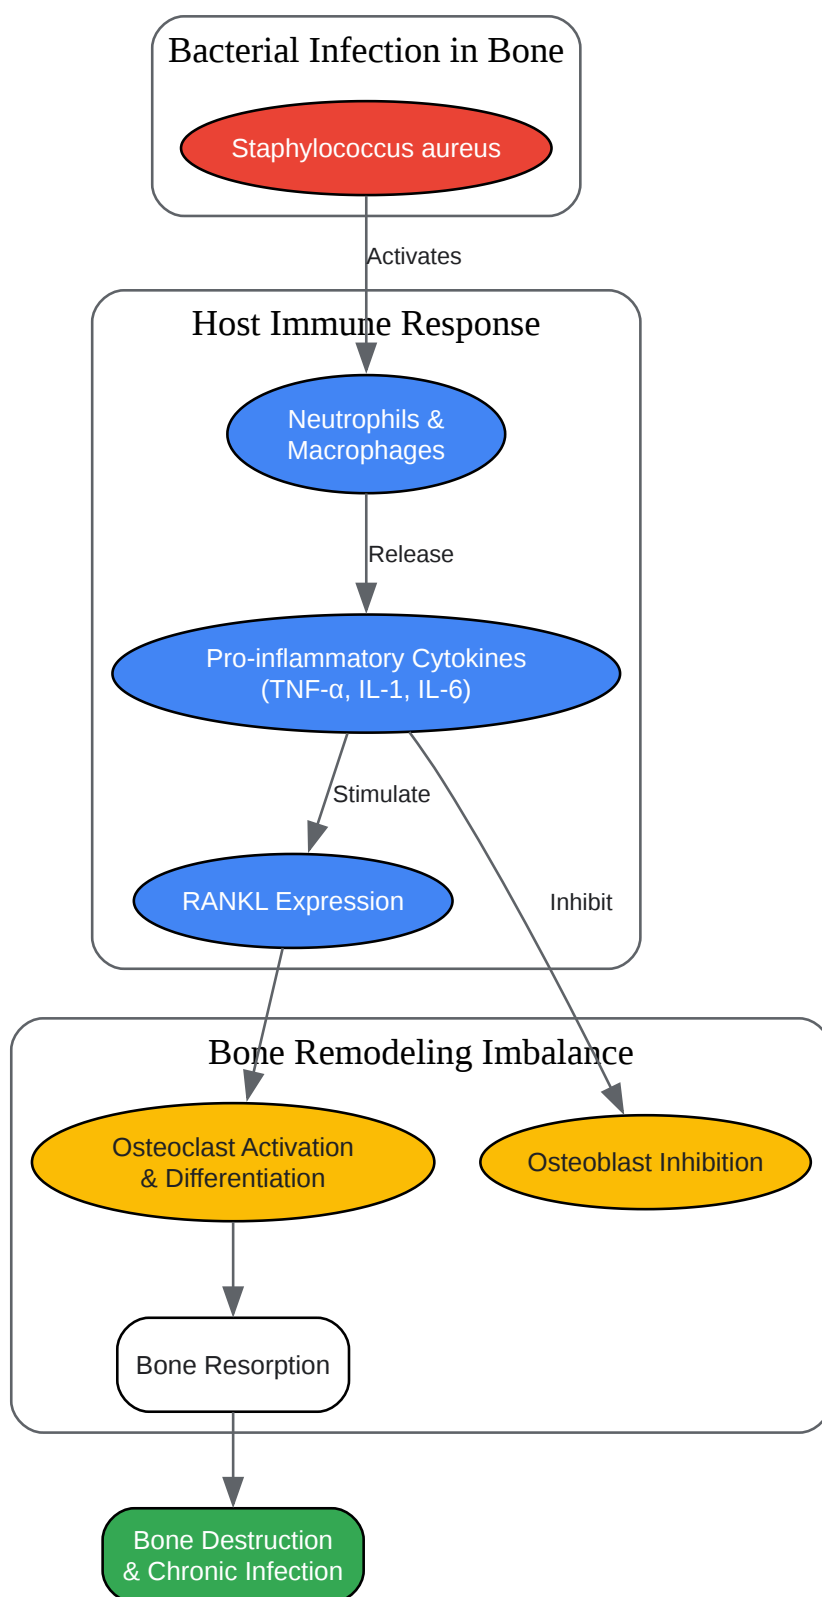 Bacterial Infection in Bone
Staphylococcus aureus
Activates
Host Immune Response
Neutrophils &
Macrophages
Release
Pro-inflammatory Cytokines
(TNF-α, IL-1, IL-6)
Stimulate
RANKL Expression
Inhibit
Bone Remodeling Imbalance
Osteoclast Activation
& Differentiation
Osteoblast Inhibition
Bone Resorption
Bone Destruction
& Chronic Infection